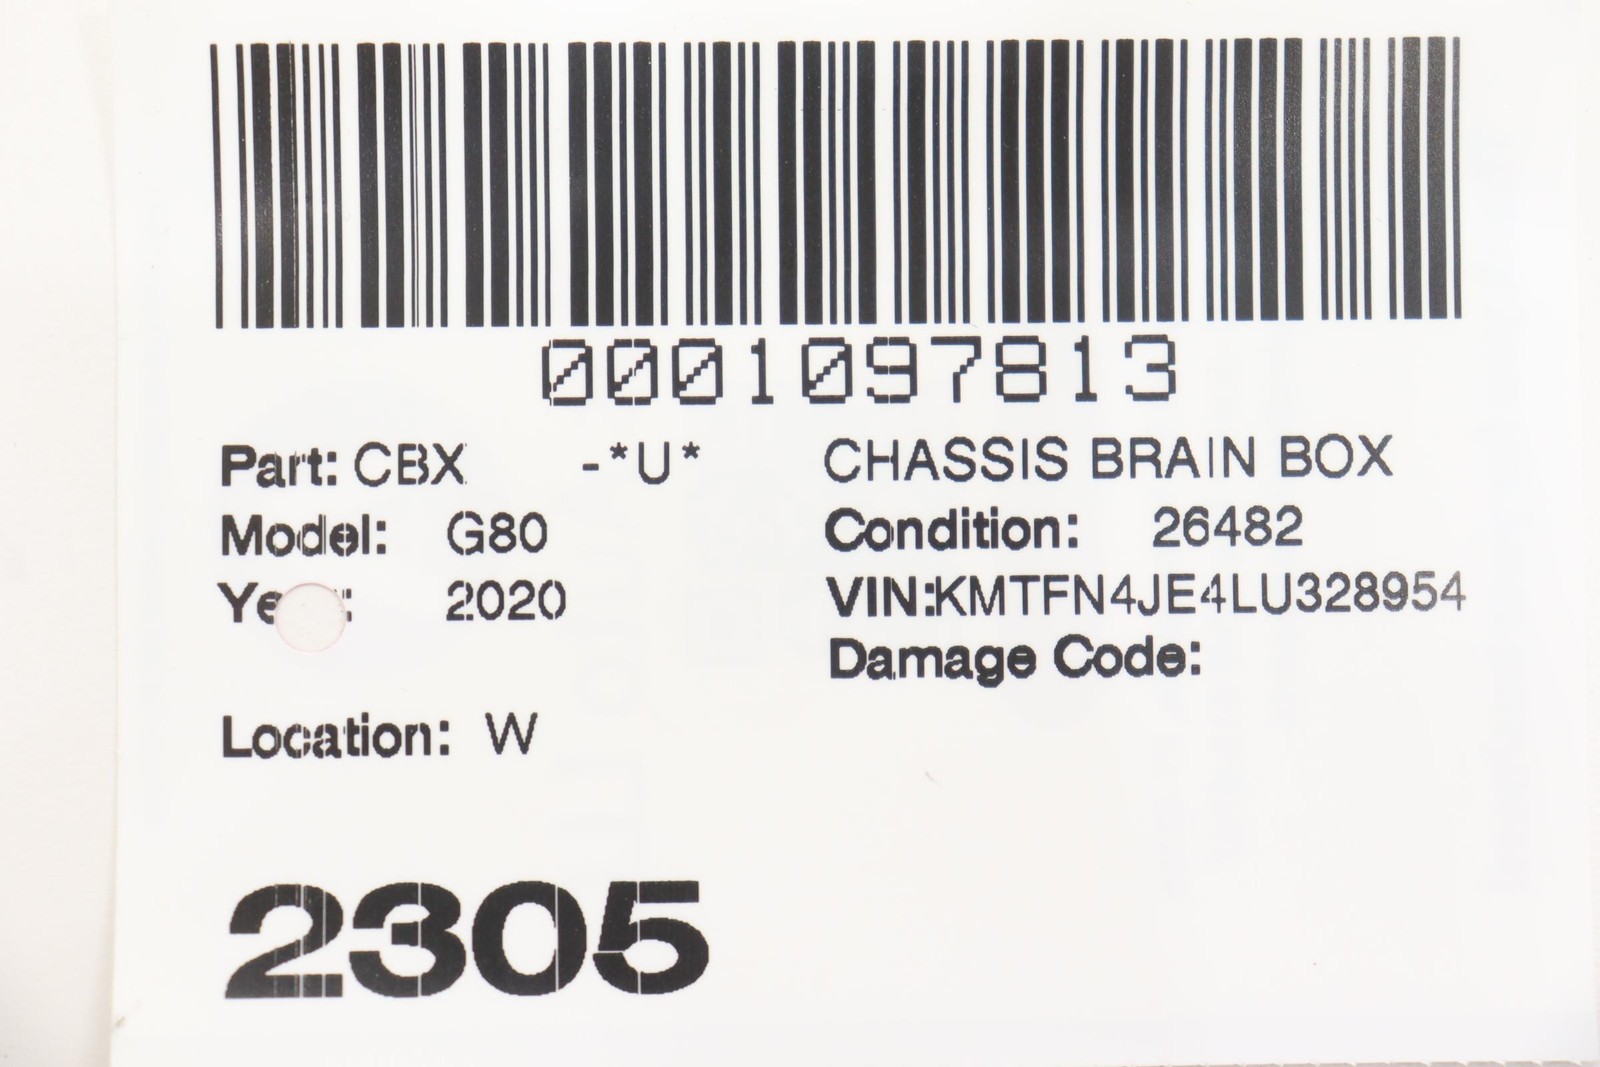 0001097813
Part: CBX -*U* CHASSIS BRAIN BOX
Model: G80 Condition: 26482
2020 VIN:KMTFN4JE4LU328954
Damage Code:
Location: W
2305